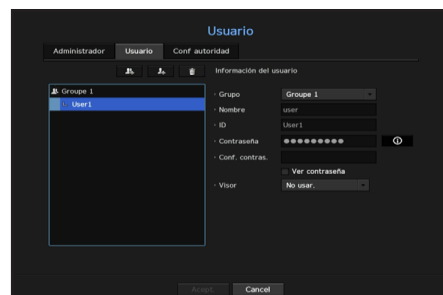 Usuario
Administrador Usuario Conf autoridad
Información del usuario
Groupe 1
User1
· Grupo Groupe 1
· Nombre user
· ID User1
· Contraseña ●●●●●●●●●
· Conf. contras.
Ver contraseña
· Visor No usar.
Acept. Cancel